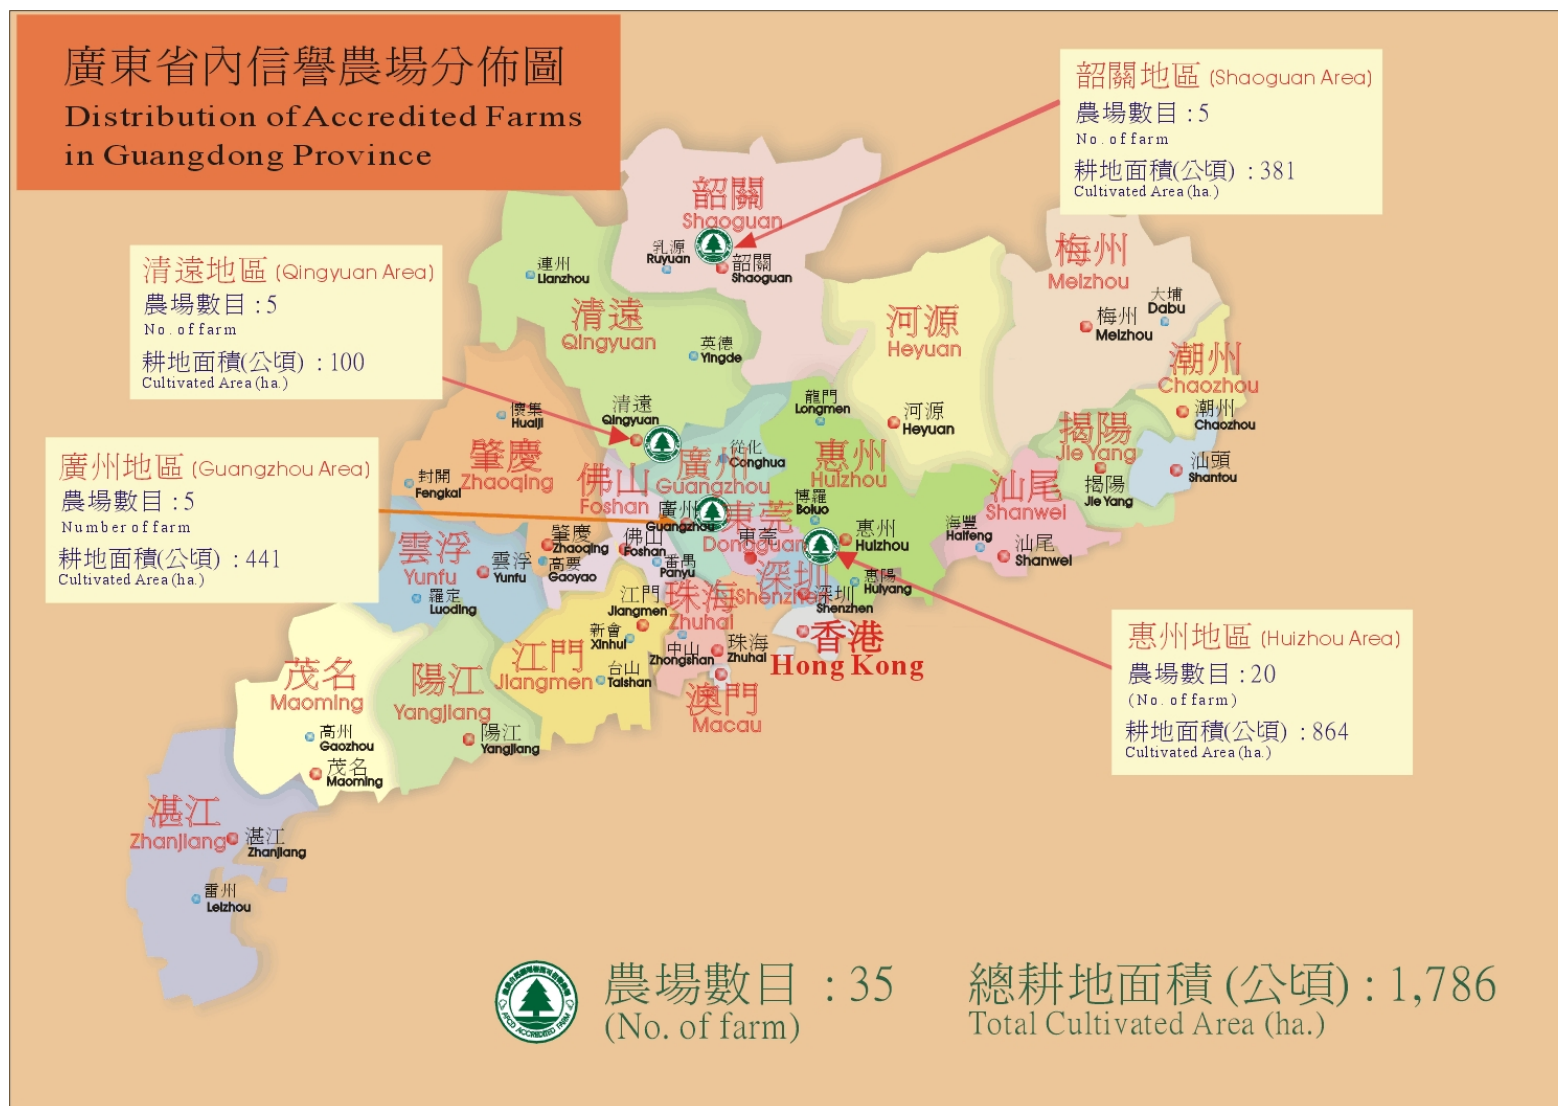 廣東省內信譽農場分佈圖
Distribution of Accredited Farms
in Guangdong Province
韶關地區 (Shaoguan Area)
農場數目 : 5
No. of farm
耕地面積(公頃) : 381
Cultivated Area (ha.)
清遠地區 (Qingyuan Area)
農場數目 : 5
No. of farm
耕地面積(公頃) : 100
Cultivated Area (ha.)
廣州地區 (Guangzhou Area)
農場數目 : 5
Number of farm
耕地面積(公頃) : 441
Cultivated Area (ha.)
惠州地區 (Huizhou Area)
農場數目 : 20
(No. of farm)
耕地面積(公頃) : 864
Cultivated Area (ha.)
韶關
Shaoguan
乳源
Ruyuan
韶關
Shaoguan
連州
Lianzhou
清遠
Qingyuan
英德
Yingde
清遠
Qingyuan
河源
Heyuan
河源
Heyuan
梅州
Meizhou
梅州
Meizhou
大埔
Dabu
潮州
Chaozhou
潮州
Chaozhou
揭陽
Jie Yang
揭陽
Jie Yang
汕頭
Shantou
汕尾
Shanwei
海豐
Haifeng
汕尾
Shanwei
龍門
Longmen
惠州
Huizhou
博羅
Boluo
惠州
Huizhou
惠陽
Huiyang
從化
Conghua
廣州
Guangzhou
廣州
Guangzhou
番禺
Panyu
東莞
Dongguan
東莞
深圳
Shenzhen
深圳
Shenzhen
佛山
Foshan
佛山
Foshan
懷集
Huaiji
肇慶
Zhaoqing
封開
Fengkai
肇慶
Zhaoqing
高要
Gaoyao
雲浮
Yunfu
雲浮
Yunfu
羅定
Luoding
江門
Jiangmen
江門
Jiangmen
新會
Xinhui
台山
Taishan
珠海
Zhuhai
中山
Zhongshan
珠海
Zhuhai
澳門
Macau
香港
Hong Kong
茂名
Maoming
高州
Gaozhou
茂名
Maoming
陽江
Yangjiang
陽江
Yangjiang
湛江
Zhanjiang
湛江
Zhanjiang
雷州
Leizhou
AFCD ACCREDITED FARM
農場數目 : 35
(No. of farm)
總耕地面積 (公頃) : 1,786
Total Cultivated Area (ha.)